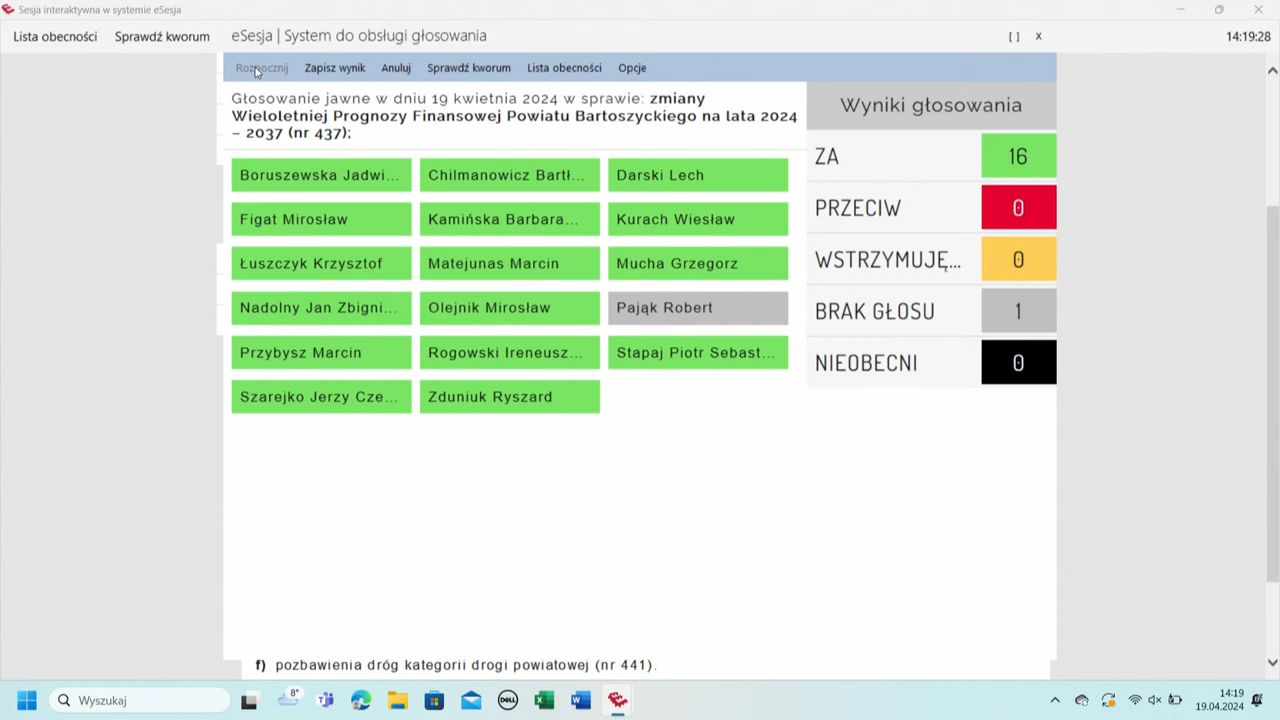 Sesja interaktywna w systemie eSesja
Lista obecności Sprawdź kworum eSesja | System do obsługi głosowania [ ] x 14:19:28
Rozpocznij Zapisz wynik Anuluj Sprawdź kworum Lista obecności Opcje
Głosowanie jawne w dniu 19 kwietnia 2024 w sprawie: zmiany
Wieloletniej Prognozy Finansowej Powiatu Bartoszyckiego na lata 2024
– 2037 (nr 437);
Wyniki głosowania
ZA 16
PRZECIW 0
WSTRZYMUJĘ... 0
BRAK GŁOSU 1
NIEOBECNI 0
Boruszewska Jadwi... Chilmanowicz Bartł... Darski Lech
Figat Mirosław Kamińska Barbara... Kurach Wiesław
Łuszczyk Krzysztof Matejunas Marcin Mucha Grzegorz
Nadolny Jan Zbigni... Olejnik Mirosław Pająk Robert
Przybysz Marcin Rogowski Ireneusz... Stapaj Piotr Sebast...
Szarejko Jerzy Cze... Zduniuk Ryszard
f) pozbawienia dróg kategorii drogi powiatowej (nr 441).
Wyszukaj 8° DELL 14:19
19.04.2024